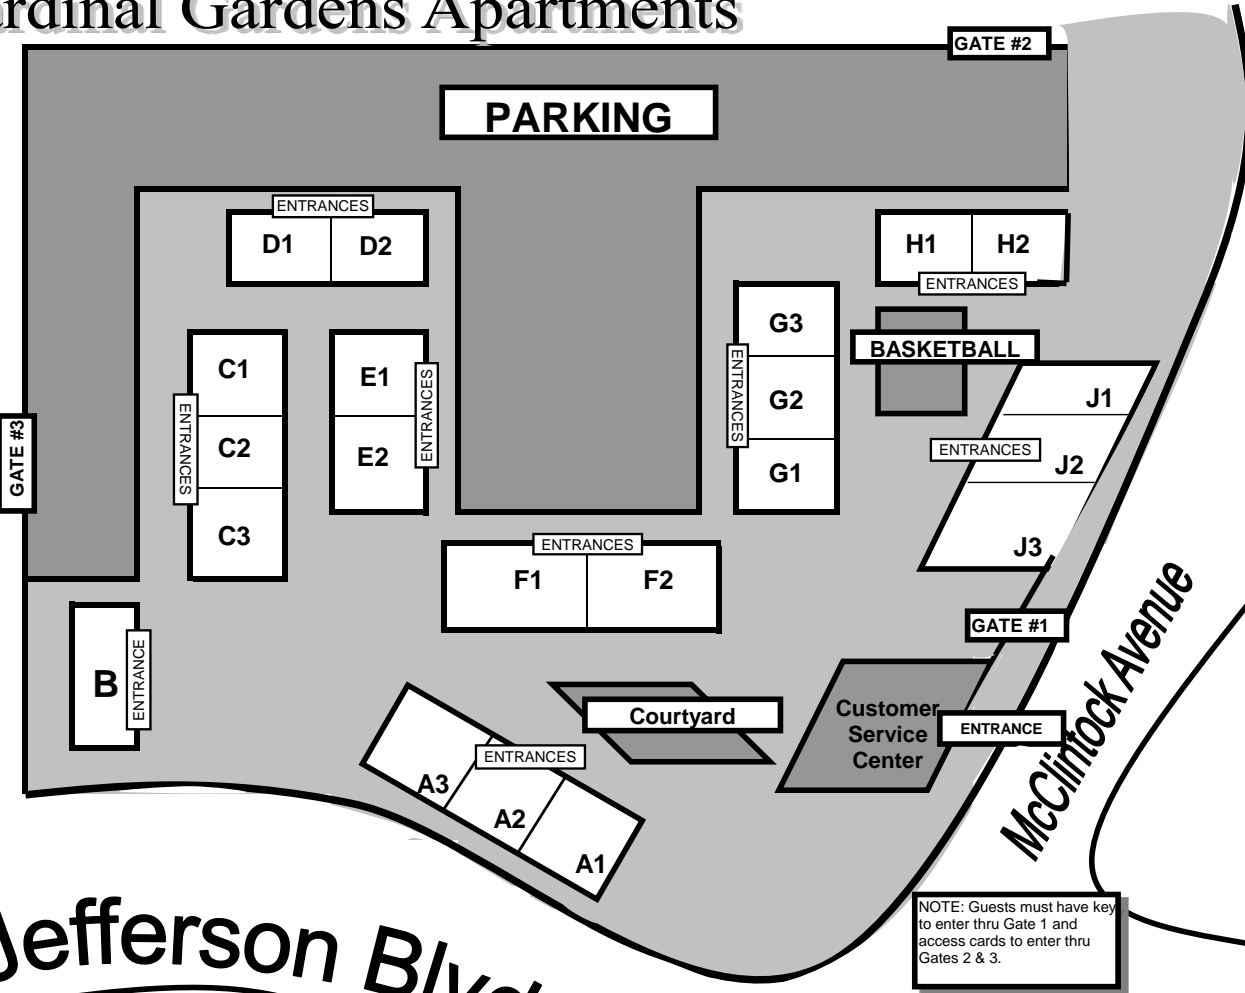 rdinal Gardens Apartments
GATE #2
PARKING
ENTRANCES
D1 D2
H1 H2
ENTRANCES
G3
BASKETBALL
C1
E1
ENTRANCES
J1
G2
ENTRANCES
ENTRANCES
C2
E2
ENTRANCES
J2
GATE #3
G1
C3
ENTRANCES
J3
F1 F2
GATE #1
B
ENTRANCE
Courtyard
Customer
Service
Center
ENTRANCE
McClintock Avenue
ENTRANCES
A3
A2
A1
NOTE: Guests must have key
to enter thru Gate 1 and
access cards to enter thru
Gates 2 & 3.
Jefferson Blvd